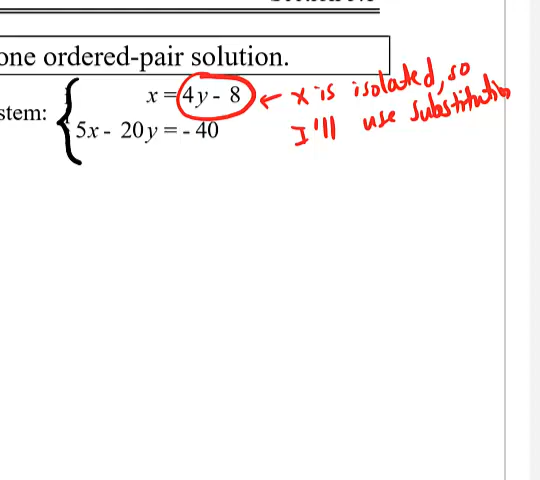 one ordered-pair solution.
x = 4y - 8 ← x is isolated, so
stem:
5x - 20y = - 40
I'll use substitution